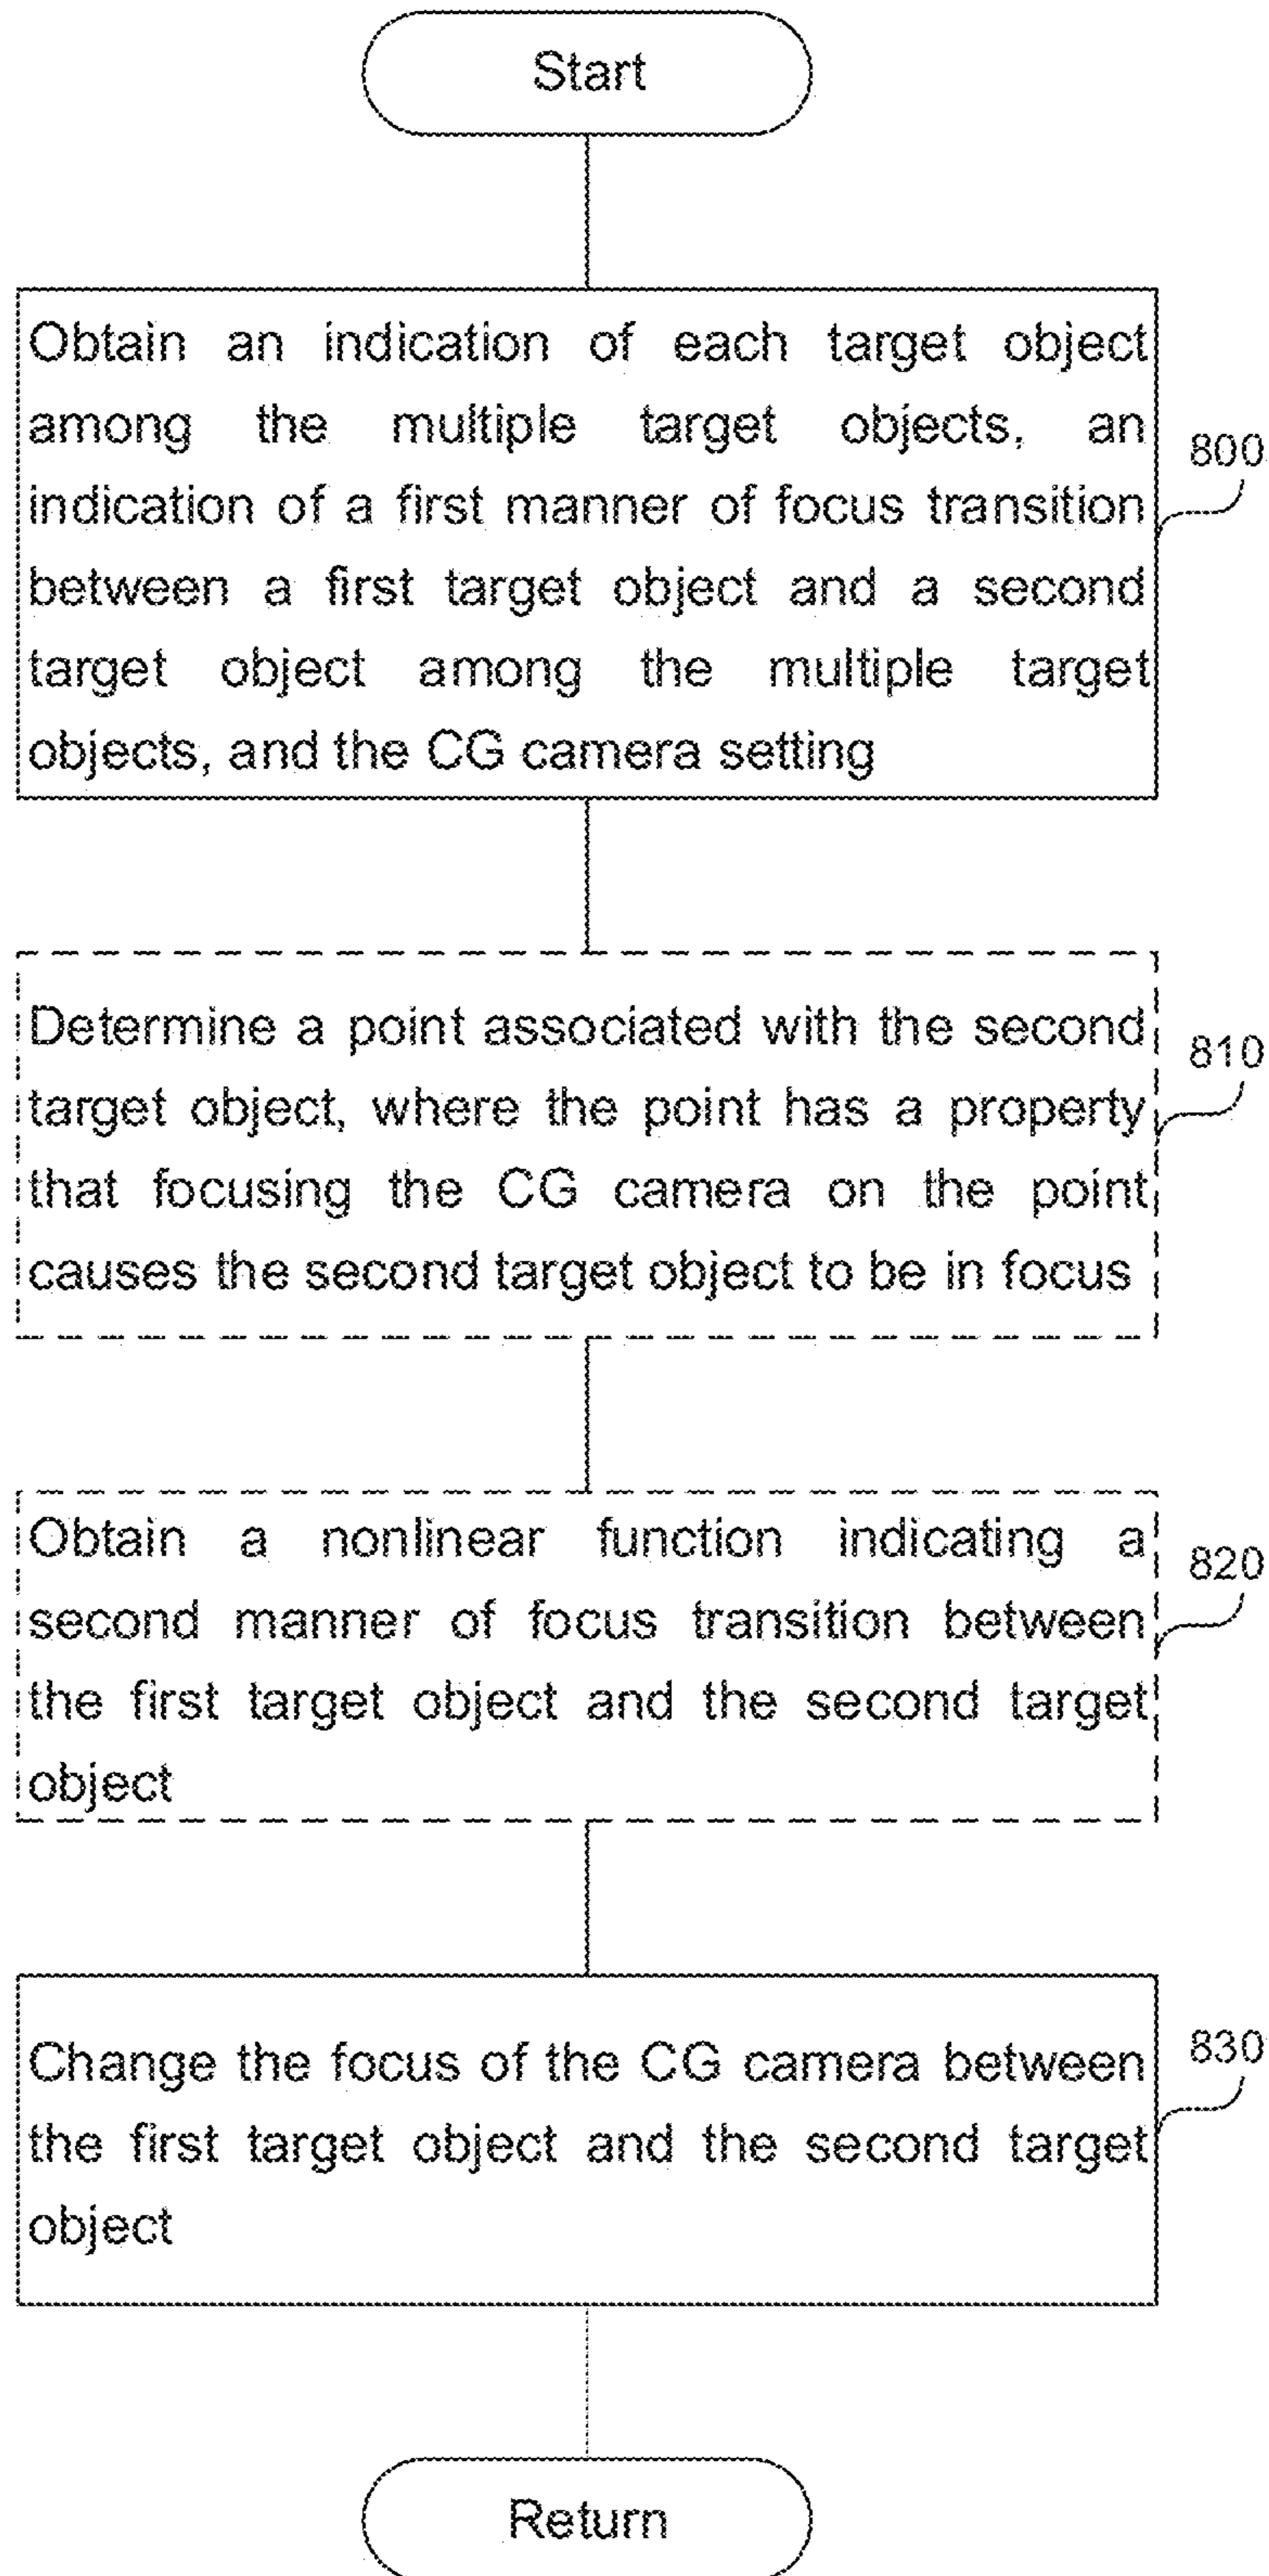 Start
Obtain an indication of each target object
among the multiple target objects, an
indication of a first manner of focus transition
between a first target object and a second
target object among the multiple target
objects, and the CG camera setting
800
Determine a point associated with the second
target object, where the point has a property
that focusing the CG camera on the point
causes the second target object to be in focus
810
Obtain a nonlinear function indicating a
second manner of focus transition between
the first target object and the second target
object
820
Change the focus of the CG camera between
the first target object and the second target
object
830
Return